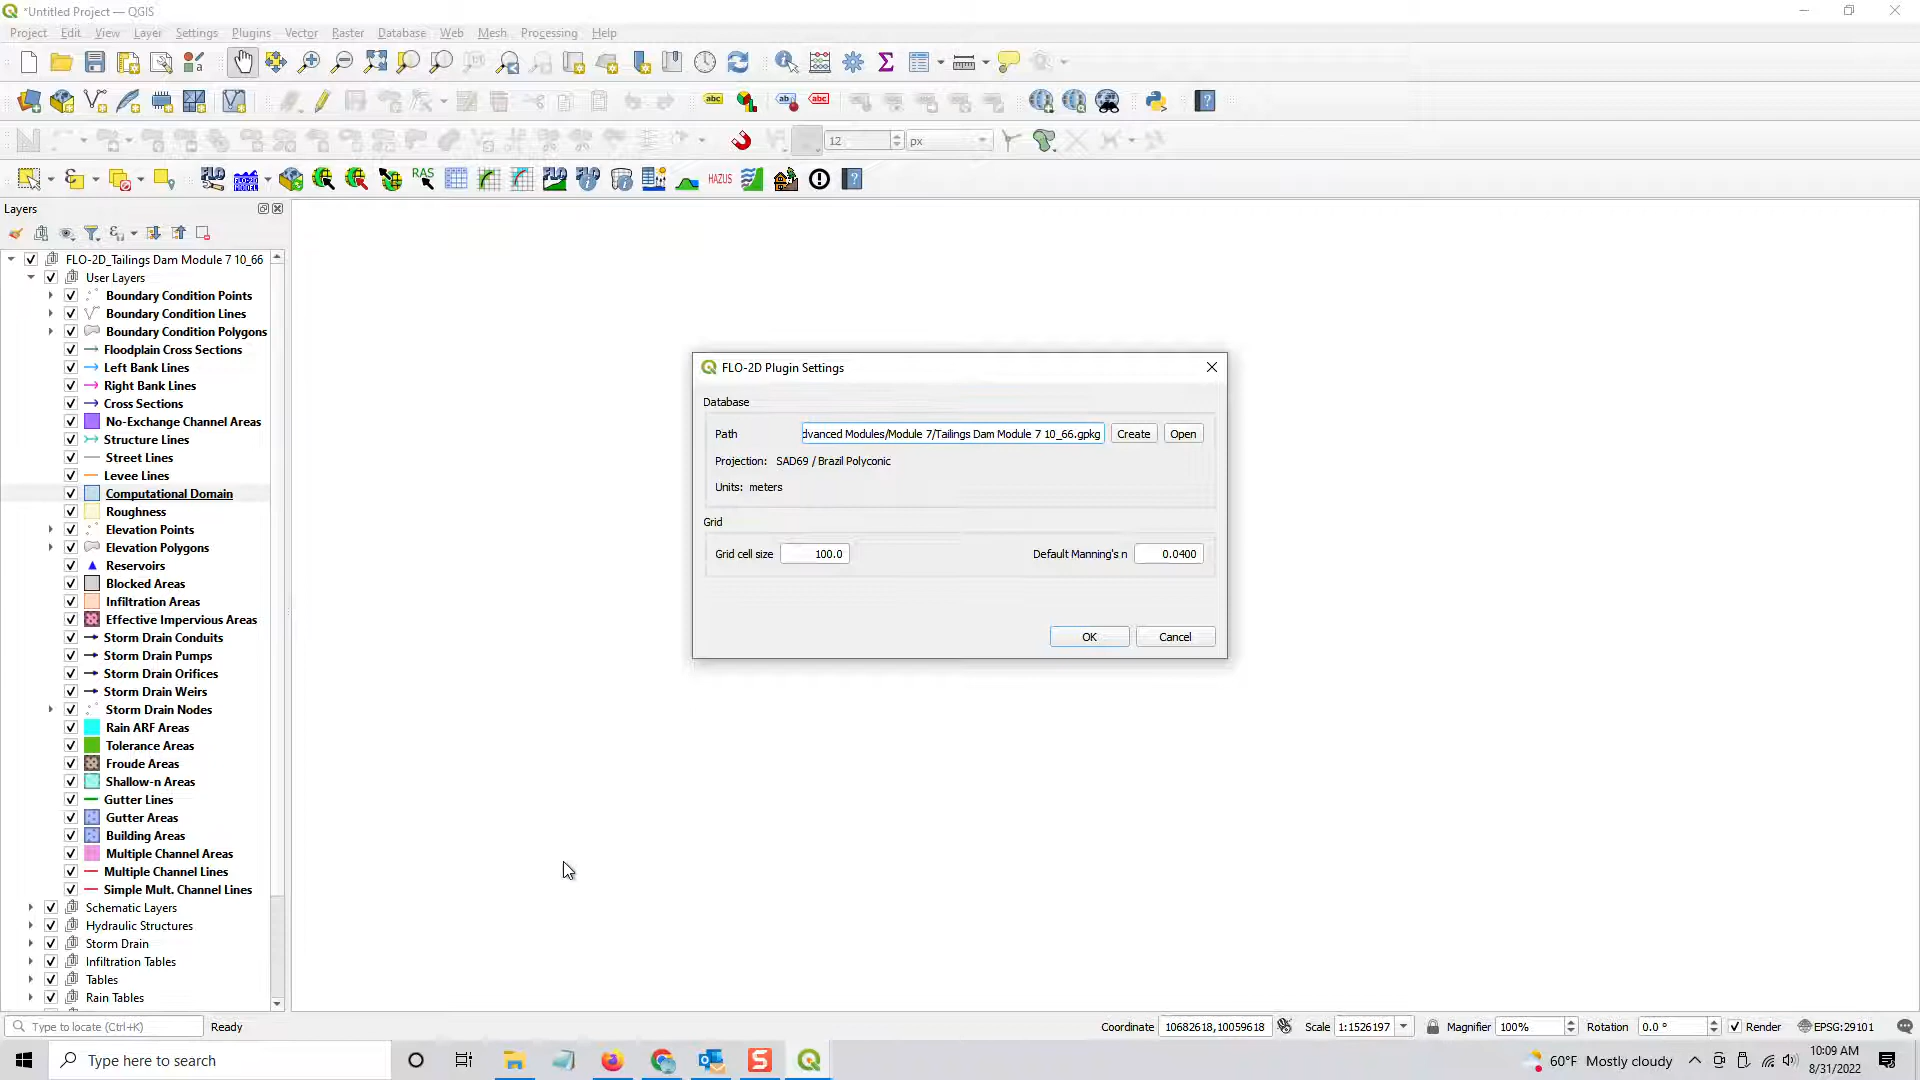 *Untitled Project — QGIS
Project Edit View Layer Settings Plugins Vector Raster Database Web Mesh Processing Help
abc abc abc
12 px
FLO RAS FLO HAZUS
Layers
FLO-2D_Tailings Dam Module 7 10_66
User Layers
Boundary Condition Points
Boundary Condition Lines
Boundary Condition Polygons
Floodplain Cross Sections
Left Bank Lines
Right Bank Lines
Cross Sections
No-Exchange Channel Areas
Structure Lines
Street Lines
Levee Lines
Computational Domain
Roughness
Elevation Points
Elevation Polygons
Reservoirs
Blocked Areas
Infiltration Areas
Effective Impervious Areas
Storm Drain Conduits
Storm Drain Pumps
Storm Drain Orifices
Storm Drain Weirs
Storm Drain Nodes
Rain ARF Areas
Tolerance Areas
Froude Areas
Shallow-n Areas
Gutter Lines
Gutter Areas
Building Areas
Multiple Channel Areas
Multiple Channel Lines
Simple Mult. Channel Lines
Schematic Layers
Hydraulic Structures
Storm Drain
Infiltration Tables
Tables
Rain Tables
FLO-2D Plugin Settings
Database
Path dvanced Modules/Module 7/Tailings Dam Module 7 10_66.gpkg Create Open
Projection: SAD69 / Brazil Polyconic
Units: meters
Grid
Grid cell size 100.0 Default Manning's n 0.0400
OK Cancel
Type to locate (Ctrl+K) Ready Coordinate 10682618,10059618 Scale 1:1526197 Magnifier 100% Rotation 0.0 ° Render EPSG:29101
Type here to search 60°F Mostly cloudy 10:09 AM
8/31/2022